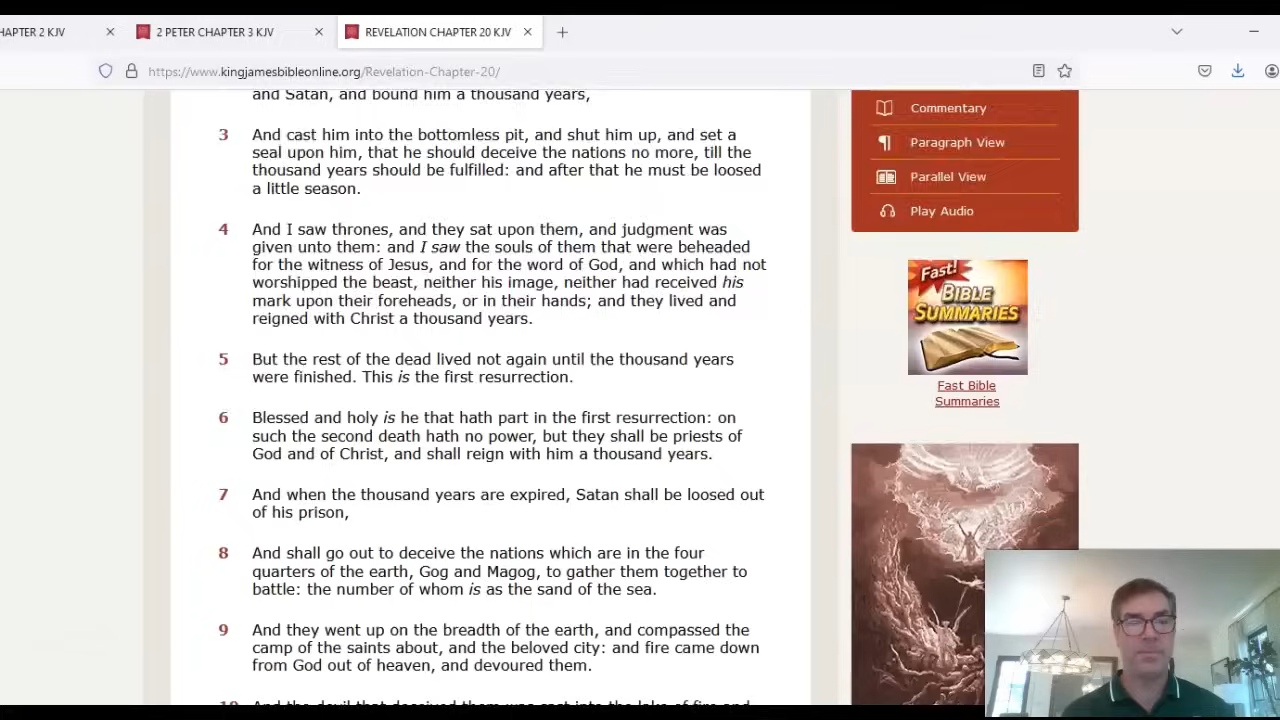 HAPTER 2 KJV
2 PETER CHAPTER 3 KJV
REVELATION CHAPTER 20 KJV
https://www.kingjamesbibleonline.org/Revelation-Chapter-20/
and Satan, and bound him a thousand years,
3 And cast him into the bottomless pit, and shut him up, and set a
seal upon him, that he should deceive the nations no more, till the
thousand years should be fulfilled: and after that he must be loosed
a little season.
4 And I saw thrones, and they sat upon them, and judgment was
given unto them: and I saw the souls of them that were beheaded
for the witness of Jesus, and for the word of God, and which had not
worshipped the beast, neither his image, neither had received his
mark upon their foreheads, or in their hands; and they lived and
reigned with Christ a thousand years.
5 But the rest of the dead lived not again until the thousand years
were finished. This is the first resurrection.
6 Blessed and holy is he that hath part in the first resurrection: on
such the second death hath no power, but they shall be priests of
God and of Christ, and shall reign with him a thousand years.
7 And when the thousand years are expired, Satan shall be loosed out
of his prison,
8 And shall go out to deceive the nations which are in the four
quarters of the earth, Gog and Magog, to gather them together to
battle: the number of whom is as the sand of the sea.
9 And they went up on the breadth of the earth, and compassed the
camp of the saints about, and the beloved city: and fire came down
from God out of heaven, and devoured them.
10 And the devil that deceived them was cast into the lake of fire and
Commentary
Paragraph View
Parallel View
Play Audio
Fast!
BIBLE
SUMMARIES
Fast Bible
Summaries